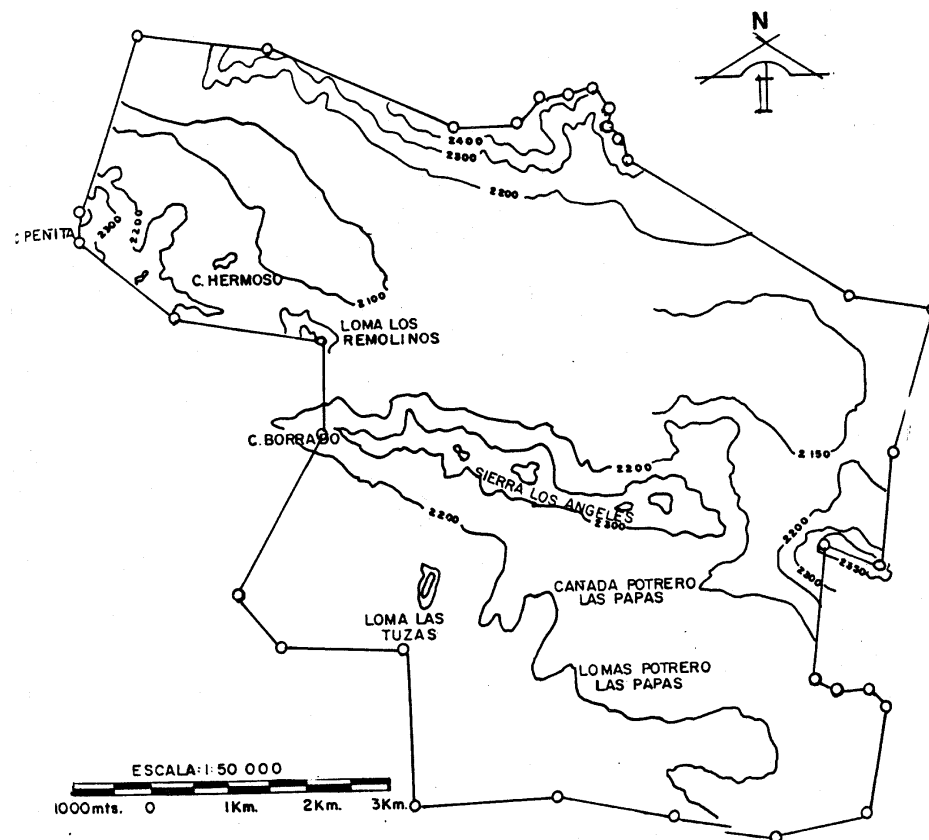 N
2400
2300
2200
PEÑITA
2300
2200
C. HERMOSO
2100
LOMA LOS
REMOLINOS
C. BORRADO
2200
2150
SIERRA LOS ANGELES
2300
2200
2200
2300
2350
CAÑADA POTRERO
LAS PAPAS
LOMA LAS
TUZAS
LOMAS POTRERO
LAS PAPAS
ESCALA: 1: 50 000
1000mts. 0 1Km. 2Km. 3Km.